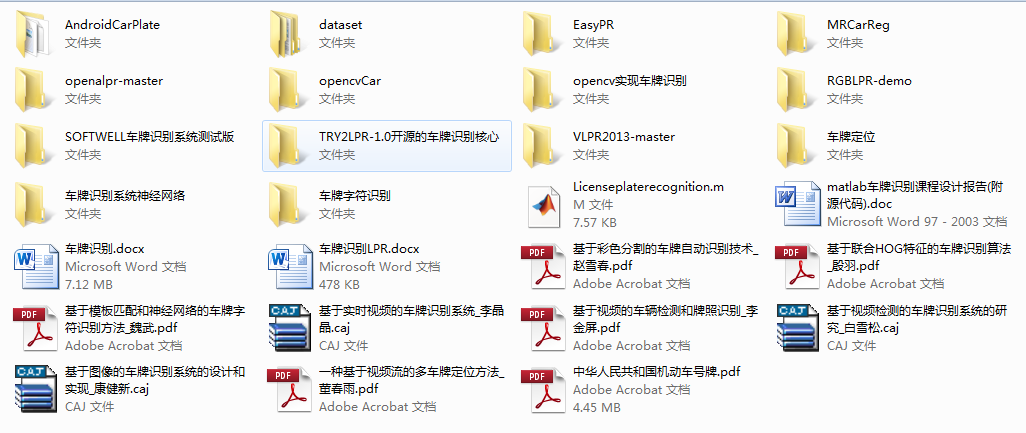 AndroidCarPlate
文件夹
dataset
文件夹
EasyPR
文件夹
MRCarReg
文件夹
openalpr-master
文件夹
opencvCar
文件夹
opencv实现车牌识别
文件夹
RGBLPR-demo
文件夹
SOFTWELL车牌识别系统测试版
文件夹
TRY2LPR-1.0开源的车牌识别核心
文件夹
VLPR2013-master
文件夹
车牌定位
文件夹
车牌识别系统神经网络
文件夹
车牌字符识别
文件夹
Licenseplaterecognition.m
M 文件
7.57 KB
matlab车牌识别课程设计报告(附
源代码).doc
Microsoft Word 97 - 2003 文档
车牌识别.docx
Microsoft Word 文档
7.12 MB
车牌识别LPR.docx
Microsoft Word 文档
478 KB
PDF
基于彩色分割的车牌自动识别技术_
赵雪春.pdf
Adobe Acrobat 文档
PDF
基于联合HOG特征的车牌识别算法
_殷羽.pdf
Adobe Acrobat 文档
PDF
基于模板匹配和神经网络的车牌字
符识别方法_魏武.pdf
Adobe Acrobat 文档
CAJ
基于实时视频的车牌识别系统_李晶
晶.caj
CAJ 文件
PDF
基于视频的车辆检测和牌照识别_李
金屏.pdf
Adobe Acrobat 文档
CAJ
基于视频检测的车牌识别系统的研
究_白雪松.caj
CAJ 文件
CAJ
基于图像的车牌识别系统的设计和
实现_康健新.caj
CAJ 文件
PDF
一种基于视频流的多车牌定位方法_
董春雨.pdf
Adobe Acrobat 文档
PDF
中华人民共和国机动车号牌.pdf
Adobe Acrobat 文档
4.45 MB